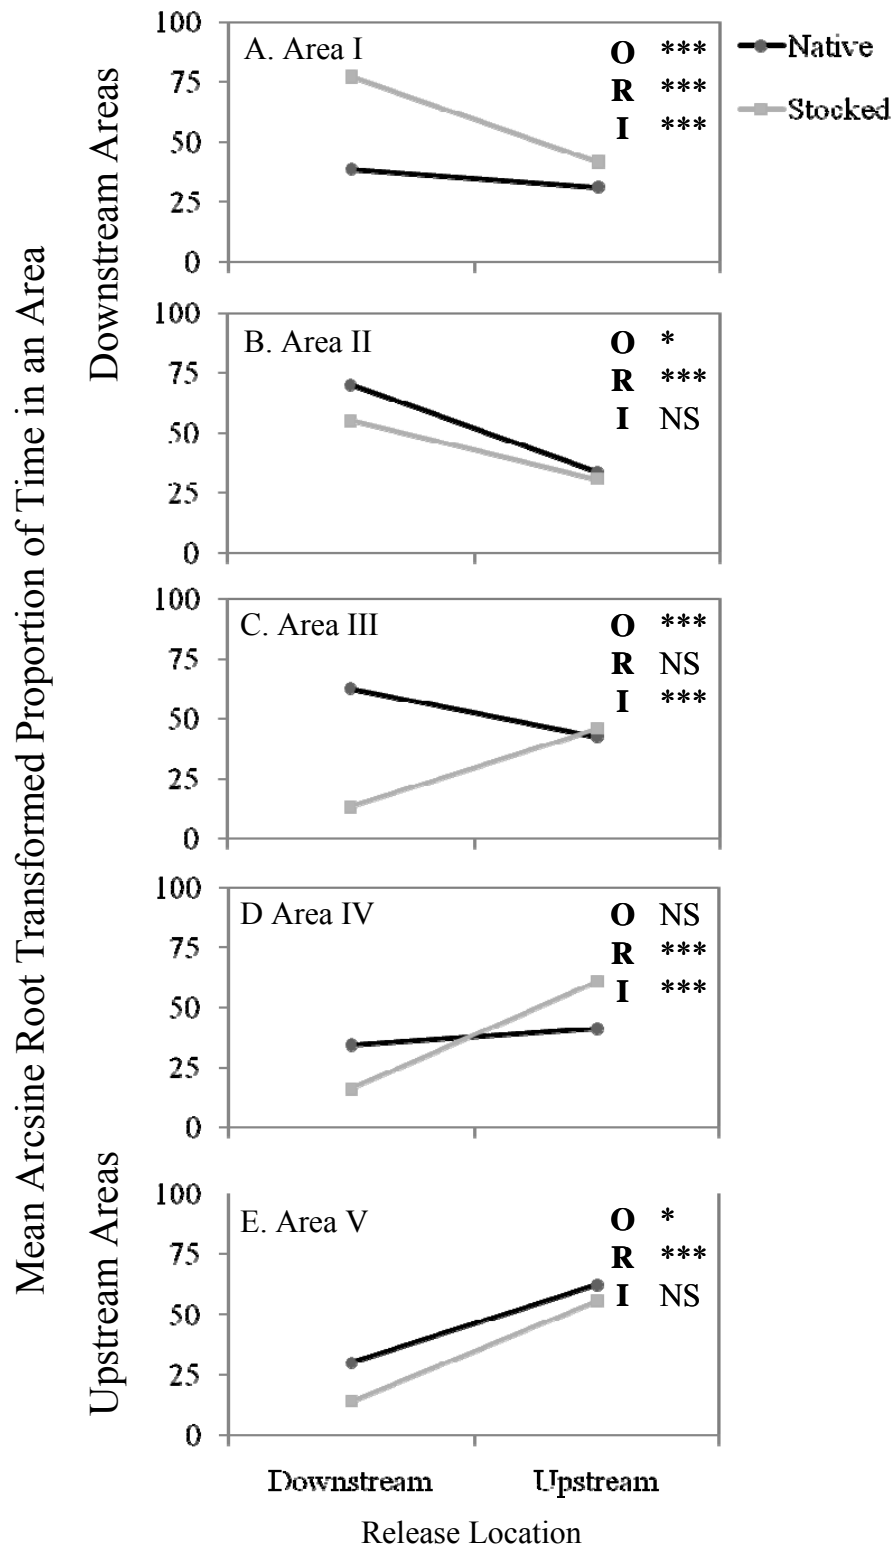 Mean Arcsine Root Transformed Proportion of Time in an Area
Downstream Areas
Upstream Areas
Native
Stocked
A. Area I
O ***
R ***
I ***
100
75
50
25
0
B. Area II
O *
R ***
I NS
100
75
50
25
0
C. Area III
O ***
R NS
I ***
100
75
50
25
0
D Area IV
O NS
R ***
I ***
100
75
50
25
0
E. Area V
O *
R ***
I NS
100
75
50
25
0
Downstream Upstream
Release Location